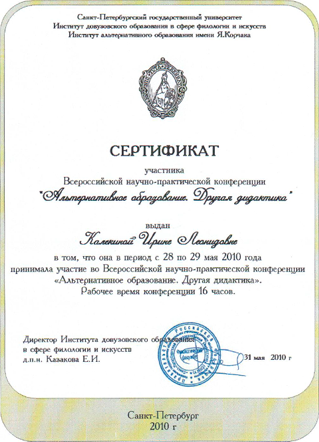 Санкт-Петербургский государственный университет
Институт довузовского образования в сфере филологии и искусств
Институт альтернативного образования имени Я.Корчака
СЕРТИФИКАТ
участника
Всероссийской научно-практической конференции
"Альтернативное образование. Другая дидактика"
выдан
Калекиной Ирине Леонидовне
в том, что она в период с 28 по 29 мая 2010 года
принимала участие во Всероссийской научно-практической конференции
«Альтернативное образование. Другая дидактика».
Рабочее время конференции 16 часов.
Директор Института довузовского образования
в сфере филологии и искусств
д.п.н. Казакова Е.И.
31 мая 2010 г
Санкт-Петербург
2010 г